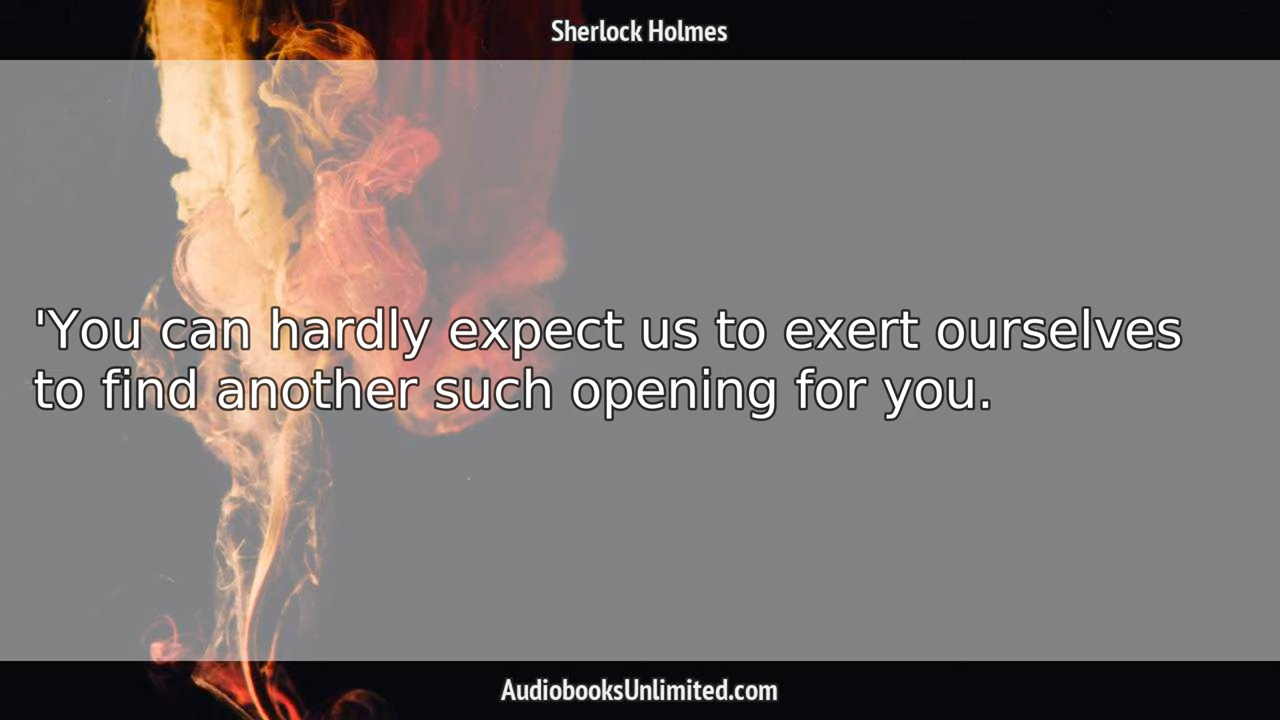 Sherlock Holmes
'You can hardly expect us to exert ourselves
to find another such opening for you.
AudiobooksUnlimited.com